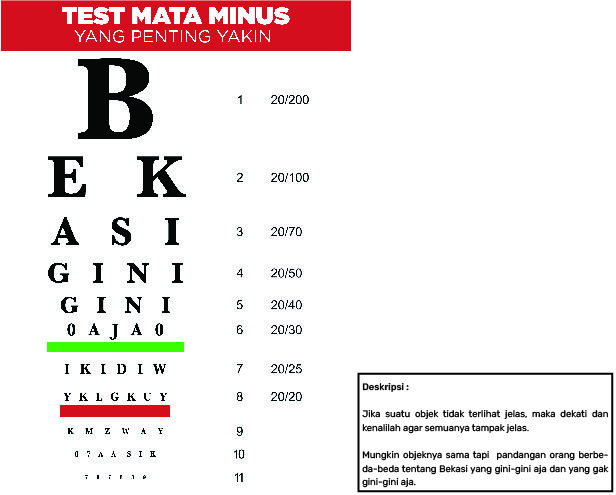 TEST MATA MINUS
YANG PENTING YAKIN
B 1 20/200
E K 2 20/100
A S I 3 20/70
G I N I 4 20/50
G I N I 5 20/40
0 A J A 0 6 20/30
I K I D I W 7 20/25
Y K L G K U Y 8 20/20
K M Z W A Y 9
0 7 A A S I K 10
11
Deskripsi :
Jika suatu objek tidak terlihat jelas, maka dekati dan
kenalilah agar semuanya tampak jelas.
Mungkin objeknya sama tapi pandangan orang berbe-
da-beda tentang Bekasi yang gini-gini aja dan yang gak
gini-gini aja.